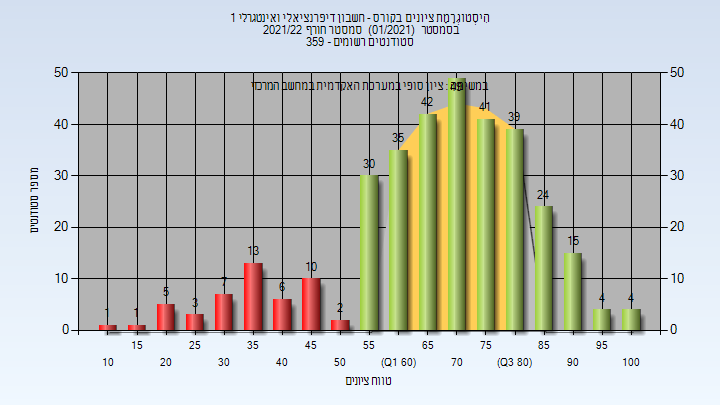 היסטוגרמת ציונים בקורס - חשבון דיפרנציאלי ואינטגרלי 1
בסמסטר (01/2021) סמסטר חורף 2021/22
סטודנטים רשומים - 359
ציון סופי במערכת האקדמית במחשב המרכזי
מספר סטודנטים
50 50
40 40
30 30
20 20
10 10
0 0
1 1 5 3 7 13 6 10 2 30 35 42 49 41 39 24 15 4 4
15 25 35 45 55 65 75 85 95
10 20 30 40 50 (Q1 60) 70 (Q3 80) 90 100
טווח ציונים